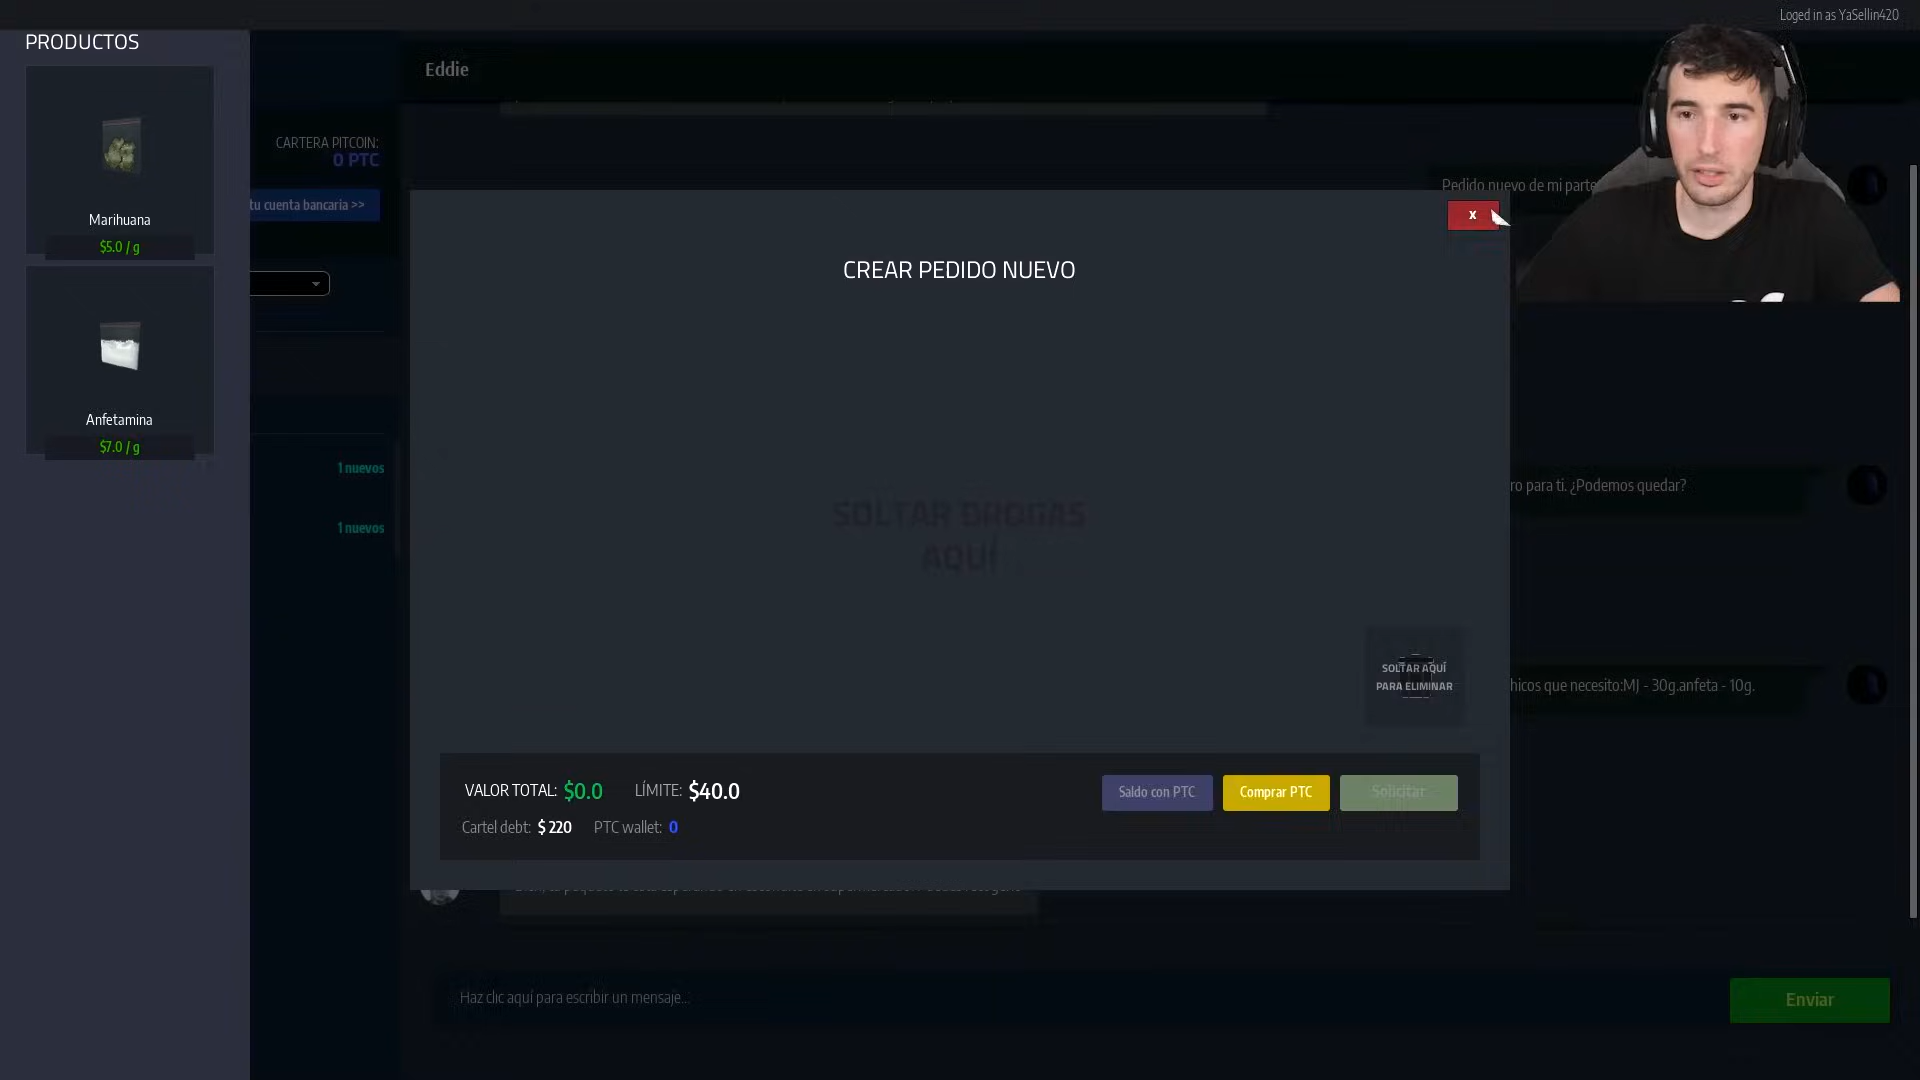 Loged in as YaSellin420
PRODUCTOS
Marihuana
$5.0 / g
Anfetamina
$7.0 / g
Eddie
CARTERA PITCOIN:
0 PTC
tu cuenta bancaria >>
1 nuevos
1 nuevos
Pedido nuevo de mi parte
x
CREAR PEDIDO NUEVO
SOLTAR DROGAS
AQUÍ
ro para ti. ¿Podemos quedar?
SOLTAR AQUÍ
PARA ELIMINAR
hicos que necesito:MJ - 30g.anfeta - 10g.
VALOR TOTAL: $0.0 LÍMITE: $40.0
Saldo con PTC
Comprar PTC
Solicitar
Cartel debt: $ 220 PTC wallet: 0
Haz clic aquí para escribir un mensaje...
Enviar